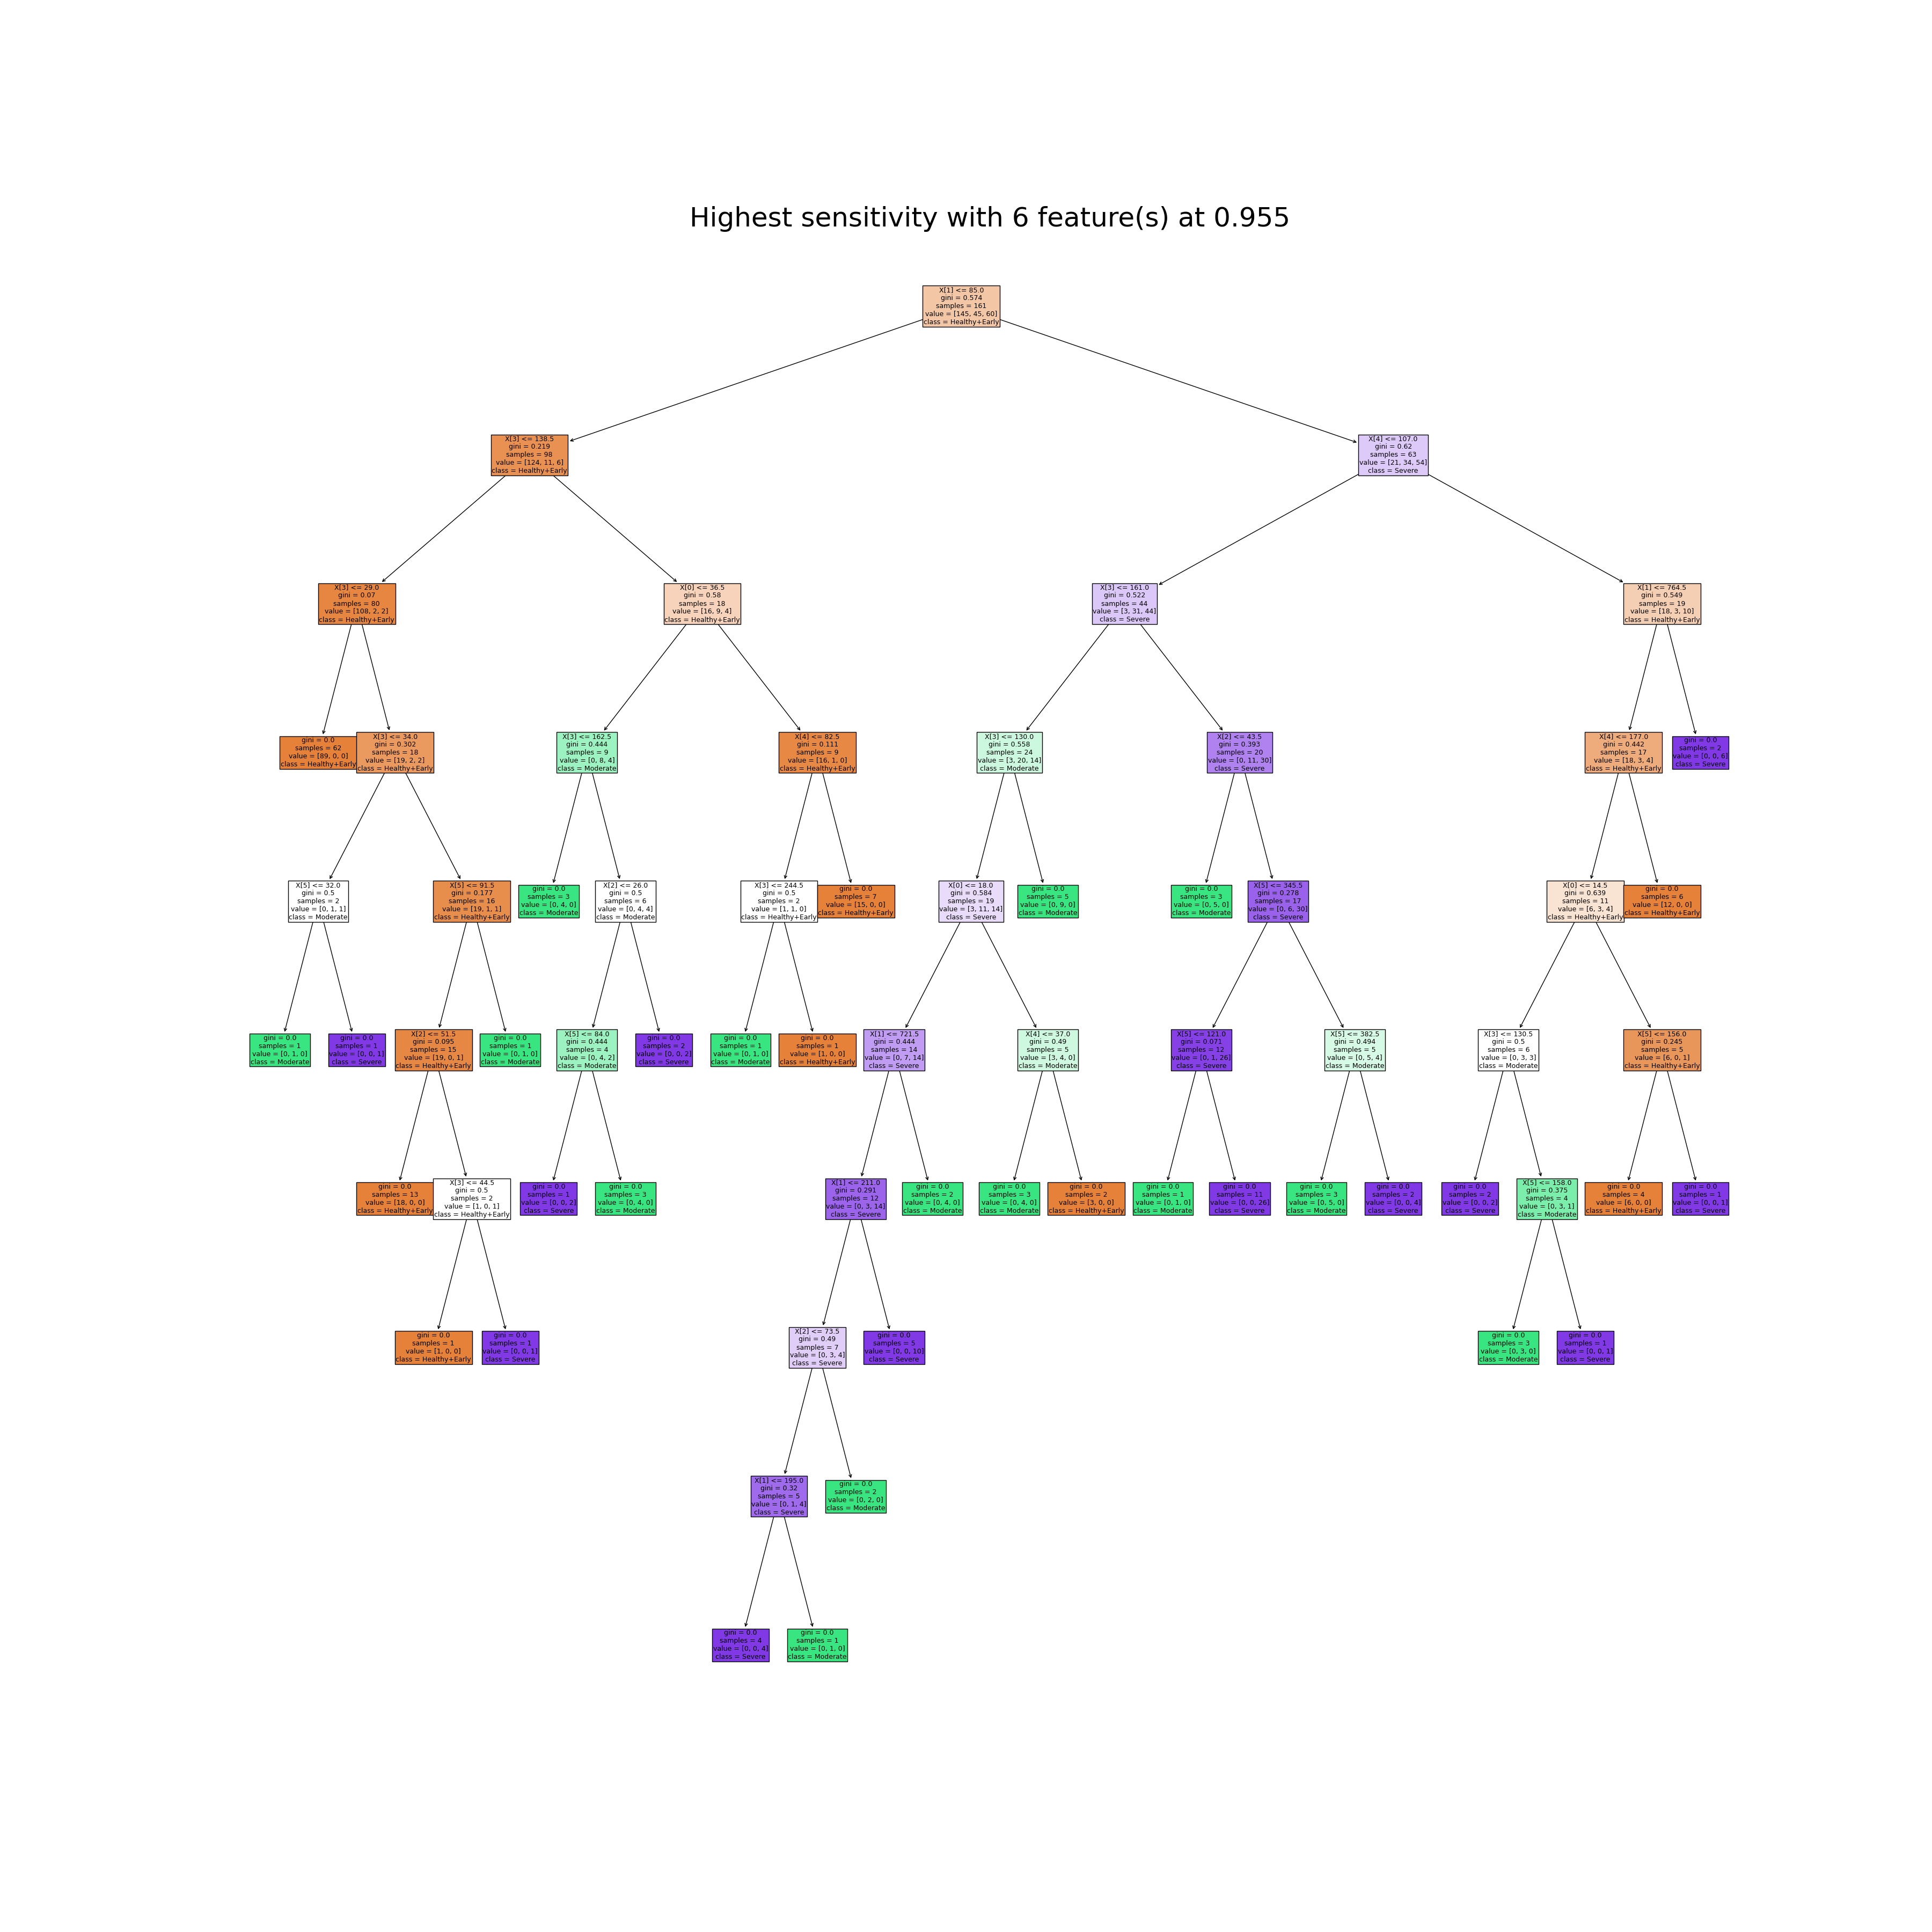 Highest sensitivity with 6 feature(s) at 0.955
X[1] <= 85.0
gini = 0.574
samples = 161
value = [145, 45, 60]
class = Healthy+Early
X[3] <= 138.5
gini = 0.219
samples = 98
value = [124, 11, 6]
class = Healthy+Early
X[4] <= 107.0
gini = 0.62
samples = 63
value = [21, 34, 54]
class = Severe
X[3] <= 29.0
gini = 0.07
samples = 80
value = [108, 2, 2]
class = Healthy+Early
X[0] <= 36.5
gini = 0.58
samples = 18
value = [16, 9, 4]
class = Healthy+Early
X[3] <= 161.0
gini = 0.522
samples = 44
value = [3, 31, 44]
class = Severe
X[1] <= 764.5
gini = 0.549
samples = 19
value = [18, 3, 10]
class = Healthy+Early
gini = 0.0
samples = 62
value = [89, 0, 0]
class = Healthy+Early
X[3] <= 34.0
gini = 0.302
samples = 18
value = [19, 2, 2]
class = Healthy+Early
X[3] <= 162.5
gini = 0.444
samples = 9
value = [0, 8, 4]
class = Moderate
X[4] <= 82.5
gini = 0.111
samples = 9
value = [16, 1, 0]
class = Healthy+Early
X[3] <= 130.0
gini = 0.558
samples = 24
value = [3, 20, 14]
class = Moderate
X[2] <= 43.5
gini = 0.393
samples = 20
value = [0, 11, 30]
class = Severe
X[4] <= 177.0
gini = 0.442
samples = 17
value = [18, 3, 4]
class = Healthy+Early
gini = 0.0
samples = 2
value = [0, 0, 6]
class = Severe
X[5] <= 32.0
gini = 0.5
samples = 2
value = [0, 1, 1]
class = Moderate
X[5] <= 91.5
gini = 0.177
samples = 16
value = [19, 1, 1]
class = Healthy+Early
gini = 0.0
samples = 3
value = [0, 4, 0]
class = Moderate
X[2] <= 26.0
gini = 0.5
samples = 6
value = [0, 4, 4]
class = Moderate
X[3] <= 244.5
gini = 0.5
samples = 2
value = [1, 1, 0]
class = Healthy+Early
gini = 0.0
samples = 7
value = [15, 0, 0]
class = Healthy+Early
X[0] <= 18.0
gini = 0.584
samples = 19
value = [3, 11, 14]
class = Severe
gini = 0.0
samples = 5
value = [0, 9, 0]
class = Moderate
gini = 0.0
samples = 3
value = [0, 5, 0]
class = Moderate
X[5] <= 345.5
gini = 0.278
samples = 17
value = [0, 6, 30]
class = Severe
X[0] <= 14.5
gini = 0.639
samples = 11
value = [6, 3, 4]
class = Healthy+Early
gini = 0.0
samples = 6
value = [12, 0, 0]
class = Healthy+Early
gini = 0.0
samples = 1
value = [0, 1, 0]
class = Moderate
gini = 0.0
samples = 1
value = [0, 0, 1]
class = Severe
X[2] <= 51.5
gini = 0.095
samples = 15
value = [19, 0, 1]
class = Healthy+Early
gini = 0.0
samples = 1
value = [0, 1, 0]
class = Moderate
X[5] <= 84.0
gini = 0.444
samples = 4
value = [0, 4, 2]
class = Moderate
gini = 0.0
samples = 2
value = [0, 0, 2]
class = Severe
gini = 0.0
samples = 1
value = [0, 1, 0]
class = Moderate
gini = 0.0
samples = 1
value = [1, 0, 0]
class = Healthy+Early
X[1] <= 721.5
gini = 0.444
samples = 14
value = [0, 7, 14]
class = Severe
X[4] <= 37.0
gini = 0.49
samples = 5
value = [3, 4, 0]
class = Moderate
X[5] <= 121.0
gini = 0.071
samples = 12
value = [0, 1, 26]
class = Severe
X[5] <= 382.5
gini = 0.494
samples = 5
value = [0, 5, 4]
class = Moderate
X[3] <= 130.5
gini = 0.5
samples = 6
value = [0, 3, 3]
class = Moderate
X[5] <= 156.0
gini = 0.245
samples = 5
value = [6, 0, 1]
class = Healthy+Early
gini = 0.0
samples = 13
value = [18, 0, 0]
class = Healthy+Early
X[3] <= 44.5
gini = 0.5
samples = 2
value = [1, 0, 1]
class = Healthy+Early
gini = 0.0
samples = 1
value = [0, 0, 2]
class = Severe
gini = 0.0
samples = 3
value = [0, 4, 0]
class = Moderate
X[1] <= 211.0
gini = 0.291
samples = 12
value = [0, 3, 14]
class = Severe
gini = 0.0
samples = 2
value = [0, 4, 0]
class = Moderate
gini = 0.0
samples = 3
value = [0, 4, 0]
class = Moderate
gini = 0.0
samples = 2
value = [3, 0, 0]
class = Healthy+Early
gini = 0.0
samples = 1
value = [0, 1, 0]
class = Moderate
gini = 0.0
samples = 11
value = [0, 0, 26]
class = Severe
gini = 0.0
samples = 3
value = [0, 5, 0]
class = Moderate
gini = 0.0
samples = 2
value = [0, 0, 4]
class = Severe
gini = 0.0
samples = 2
value = [0, 0, 2]
class = Severe
X[5] <= 158.0
gini = 0.375
samples = 4
value = [0, 3, 1]
class = Moderate
gini = 0.0
samples = 4
value = [6, 0, 0]
class = Healthy+Early
gini = 0.0
samples = 1
value = [0, 0, 1]
class = Severe
gini = 0.0
samples = 1
value = [1, 0, 0]
class = Healthy+Early
gini = 0.0
samples = 1
value = [0, 0, 1]
class = Severe
X[2] <= 73.5
gini = 0.49
samples = 7
value = [0, 3, 4]
class = Severe
gini = 0.0
samples = 5
value = [0, 0, 10]
class = Severe
gini = 0.0
samples = 3
value = [0, 3, 0]
class = Moderate
gini = 0.0
samples = 1
value = [0, 0, 1]
class = Severe
X[1] <= 195.0
gini = 0.32
samples = 5
value = [0, 1, 4]
class = Severe
gini = 0.0
samples = 2
value = [0, 2, 0]
class = Moderate
gini = 0.0
samples = 4
value = [0, 0, 4]
class = Severe
gini = 0.0
samples = 1
value = [0, 1, 0]
class = Moderate